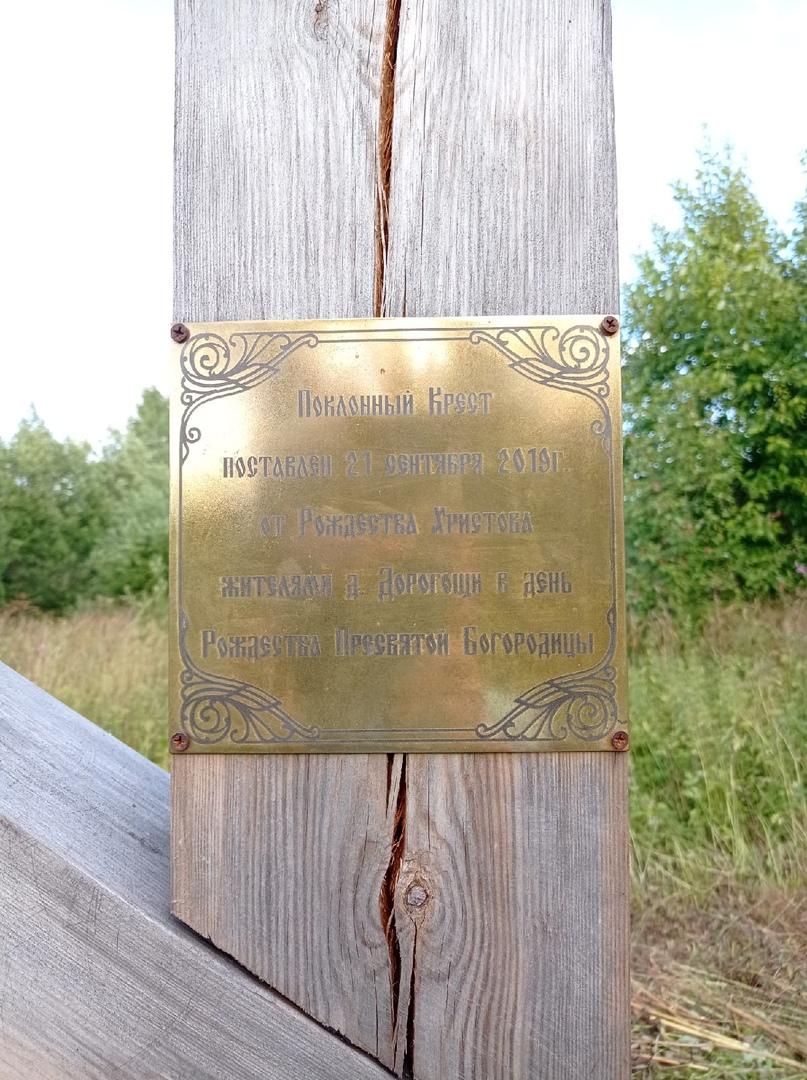 Поклонный Крест
поставлен 21 сентября 2019г.
от Рождества Христова
жителями д. Дорогощи в день
Рождества Пресвятой Богородицы